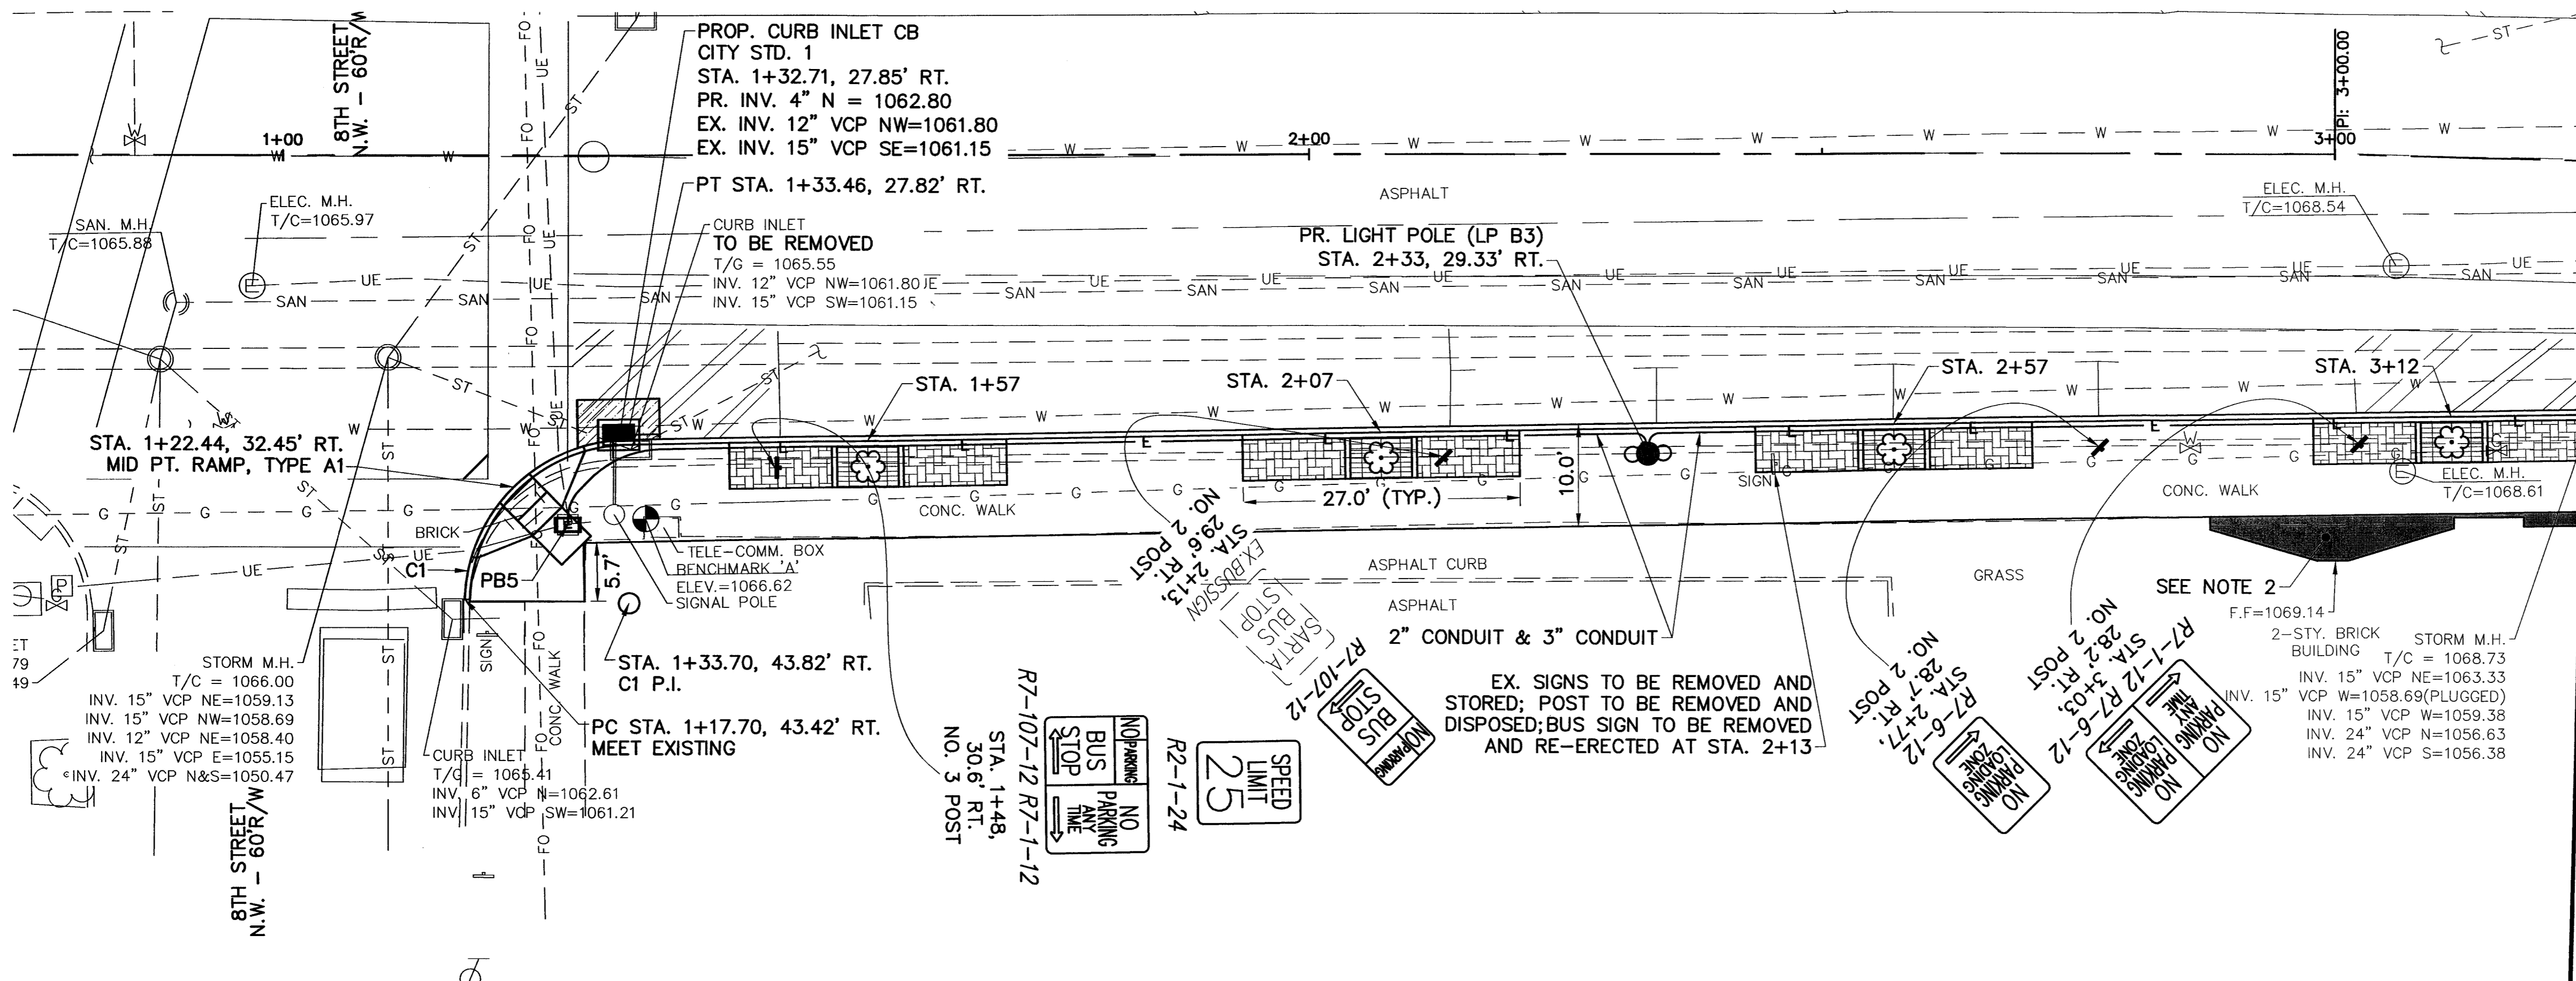 8TH STREET
N.W. - 60'R/W
PROP. CURB INLET CB
CITY STD. 1
STA. 1+32.71, 27.85' RT.
PR. INV. 4" N = 1062.80
EX. INV. 12" VCP NW=1061.80
EX. INV. 15" VCP SE=1061.15
PT STA. 1+33.46, 27.82' RT.
CURB INLET
TO BE REMOVED
T/G = 1065.55
INV. 12" VCP NW=1061.80
INV. 15" VCP SW=1061.15
1+00
2+00
3+00
PI: 3+00.00
ELEC. M.H.
T/C=1065.97
SAN. M.H.
T/C=1065.88
ASPHALT
PR. LIGHT POLE (LP B3)
STA. 2+33, 29.33' RT.
ELEC. M.H.
T/C=1068.54
STA. 1+57
STA. 2+07
STA. 2+57
STA. 3+12
STA. 1+22.44, 32.45' RT.
MID PT. RAMP, TYPE A1
BRICK
C1
PB5
5.7'
TELE-COMM. BOX
BENCHMARK 'A'
ELEV.=1066.62
SIGNAL POLE
CONC. WALK
27.0' (TYP.)
10.0'
SIGN
ELEC. M.H.
T/C=1068.61
CONC. WALK
ASPHALT CURB
ASPHALT
GRASS
2" CONDUIT & 3" CONDUIT
SEE NOTE 2
F.F=1069.14
2-STY. BRICK
BUILDING
STORM M.H.
T/C = 1068.73
INV. 15" VCP NE=1063.33
INV. 15" VCP W=1058.69(PLUGGED)
INV. 15" VCP W=1059.38
INV. 24" VCP N=1056.63
INV. 24" VCP S=1056.38
STORM M.H.
T/C = 1066.00
INV. 15" VCP NE=1059.13
INV. 15" VCP NW=1058.69
INV. 12" VCP NE=1058.40
INV. 15" VCP E=1055.15
INV. 24" VCP N&S=1050.47
ET
79
49
P
SIGN
CONC. WALK
STA. 1+33.70, 43.82' RT.
C1 P.I.
PC STA. 1+17.70, 43.42' RT.
MEET EXISTING
CURB INLET
T/G = 1065.41
INV. 6" VCP N=1062.61
INV. 15" VCP SW=1061.21
8TH STREET
N.W. - 60'R/W
STA. 1+48,
30.6' RT.
NO. 3 POST
R7-107-12 R7-1-12
NO PARKING
BUS
STOP
NO
PARKING
ANY
TIME
R2-1-24
SPEED
LIMIT
25
STA. 2+13,
29.6' RT.
NO. 2 POST
EX.BUSSIGN
SARTA
BUS
STOP
R7-107-12
NO PARKING
BUS
STOP
EX. SIGNS TO BE REMOVED AND
STORED; POST TO BE REMOVED AND
DISPOSED;BUS SIGN TO BE REMOVED
AND RE-ERECTED AT STA. 2+13
R7-6-12
STA. 2+77,
28.7' RT.
NO. 2 POST
NO
PARKING
LOADING
ZONE
R7-1-12 R7-6-12
STA. 3+03,
28.2' RT.
NO. 2 POST
NO
PARKING
ANY
TIME
NO
PARKING
LOADING
ZONE